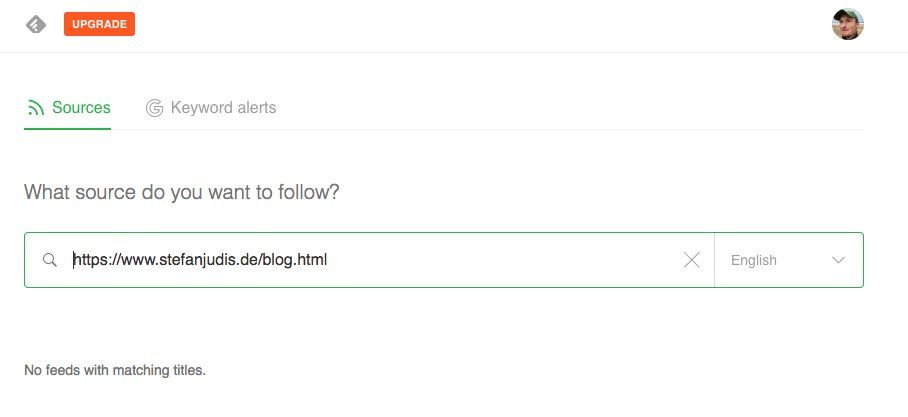 UPGRADE
Sources Keyword alerts
What source do you want to follow?
https://www.stefanjudis.de/blog.html English
No feeds with matching titles.